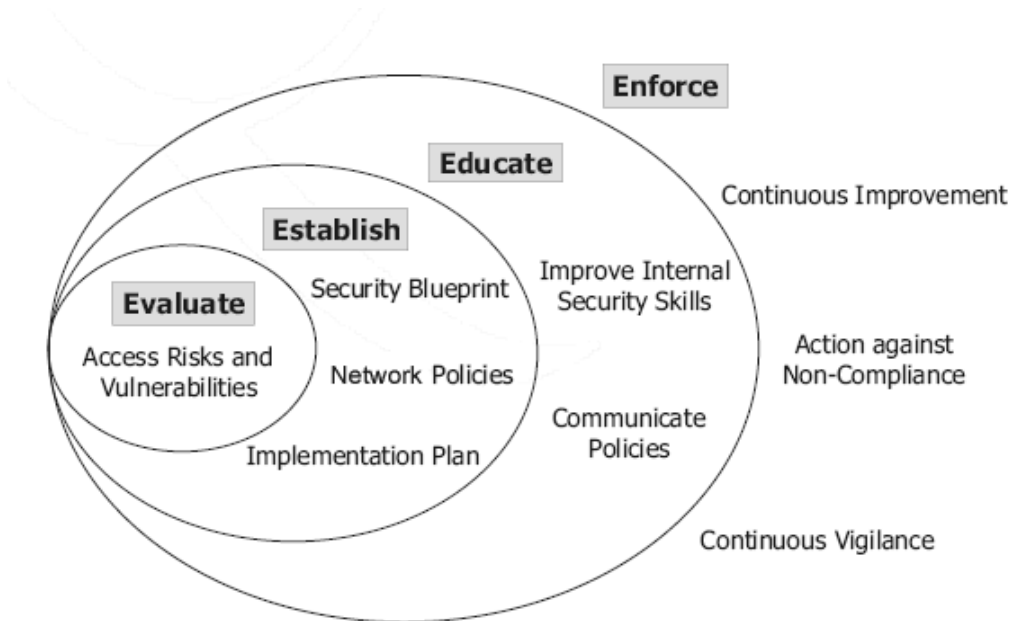 Enforce
Educate
Continuous Improvement
Establish
Improve Internal
Security Skills
Security Blueprint
Evaluate
Access Risks and
Vulnerabilities
Network Policies
Action against
Non-Compliance
Communicate
Policies
Implementation Plan
Continuous Vigilance